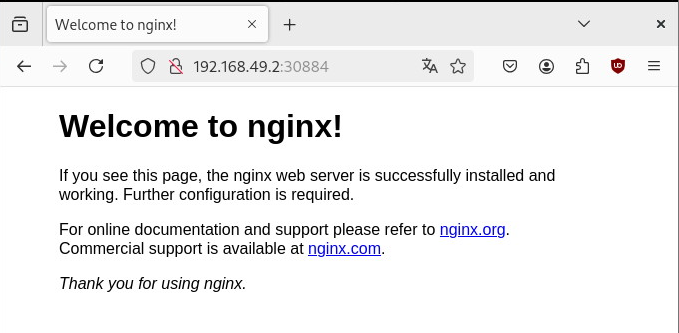 Welcome to nginx!
192.168.49.2:30884
Welcome to nginx!
If you see this page, the nginx web server is successfully installed and
working. Further configuration is required.
For online documentation and support please refer to nginx.org.
Commercial support is available at nginx.com.
Thank you for using nginx.